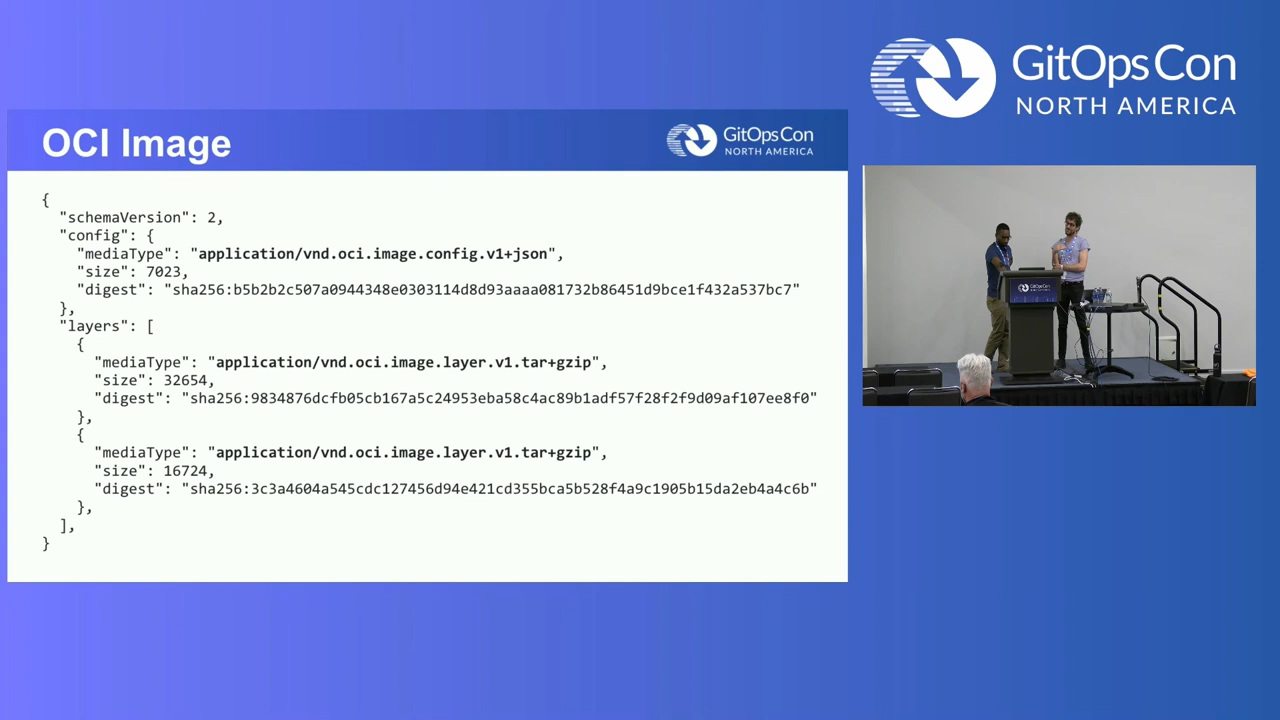 GitOpsCon
NORTH AMERICA
OCI Image
GitOpsCon
NORTH AMERICA
{
"schemaVersion": 2,
"config": {
"mediaType": "application/vnd.oci.image.config.v1+json",
"size": 7023,
"digest": "sha256:b5b2b2c507a0944348e0303114d8d93aaaa081732b86451d9bce1f432a537bc7"
},
"layers": [
{
"mediaType": "application/vnd.oci.image.layer.v1.tar+gzip",
"size": 32654,
"digest": "sha256:9834876dcfb05cb167a5c24953eba58c4ac89b1adf57f28f2f9d09af107ee8f0"
},
{
"mediaType": "application/vnd.oci.image.layer.v1.tar+gzip",
"size": 16724,
"digest": "sha256:3c3a4604a545cdc127456d94e421cd355bca5b528f4a9c1905b15da2eb4a4c6b"
},
],
}
GitOpsCon